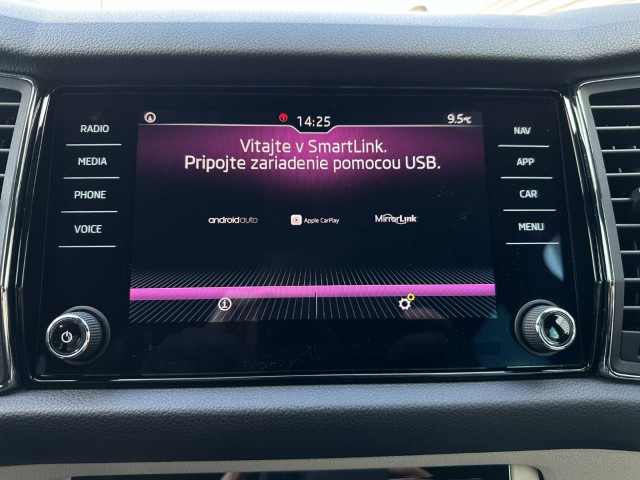 14:25
9.5°C
RADIO
MEDIA
PHONE
VOICE
Vitajte v SmartLink.
Pripojte zariadenie pomocou USB.
androidauto
Apple CarPlay
MirrorLink
NAV
APP
CAR
MENU